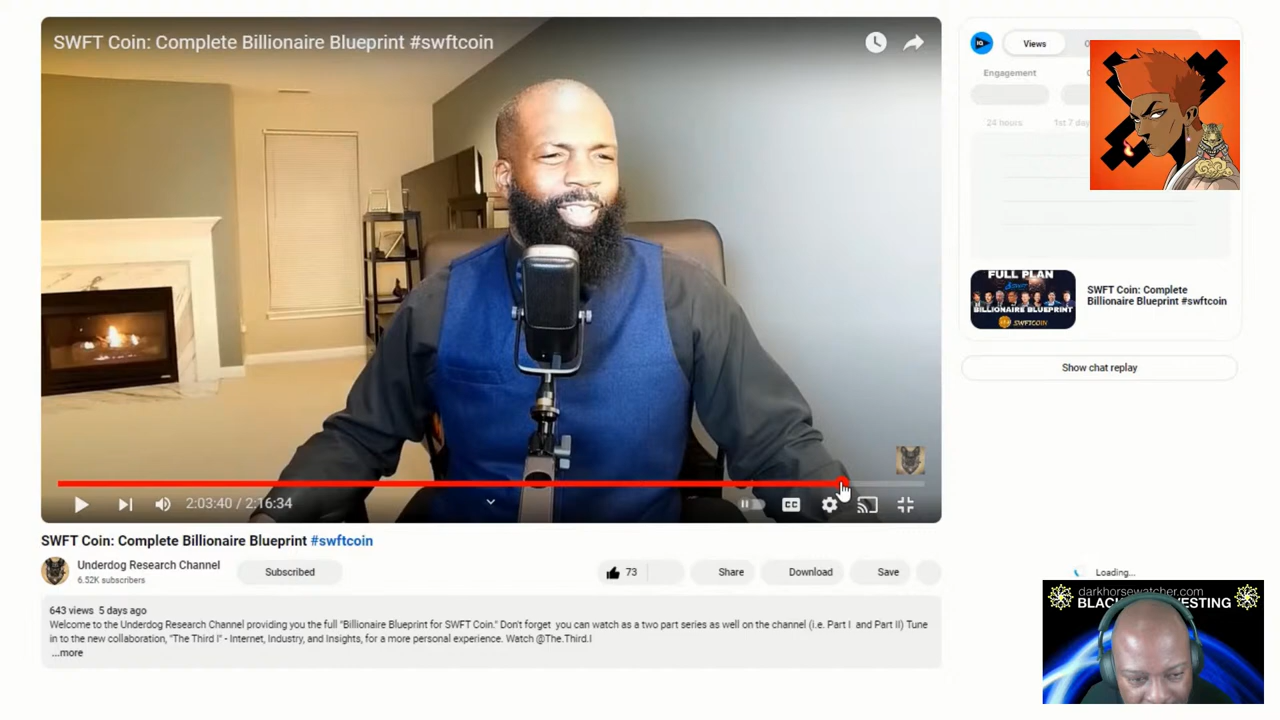 SWFT Coin: Complete Billionaire Blueprint #swftcoin
Views
Engagement
24 hours
FULL PLAN
SWFT
BILLIONAIRE BLUEPRINT
SWFTCOIN
SWFT Coin: Complete
Billionaire Blueprint #swftcoin
Show chat replay
2:03:40 / 2:16:34
CC
SWFT Coin: Complete Billionaire Blueprint #swftcoin
Underdog Research Channel
6.52K subscribers
Subscribed
73
Share
Download
Save
Loading...
643 views 5 days ago
Welcome to the Underdog Research Channel providing you the full "Billionaire Blueprint for SWFT Coin." Don't forget you can watch as a two part series as well on the channel (i.e. Part I and Part II) Tune
in to the new collaboration, "The Third I" - Internet, Industry, and Insights, for a more personal experience. Watch @The.Third.I
...more
darkhorsewatcher.com